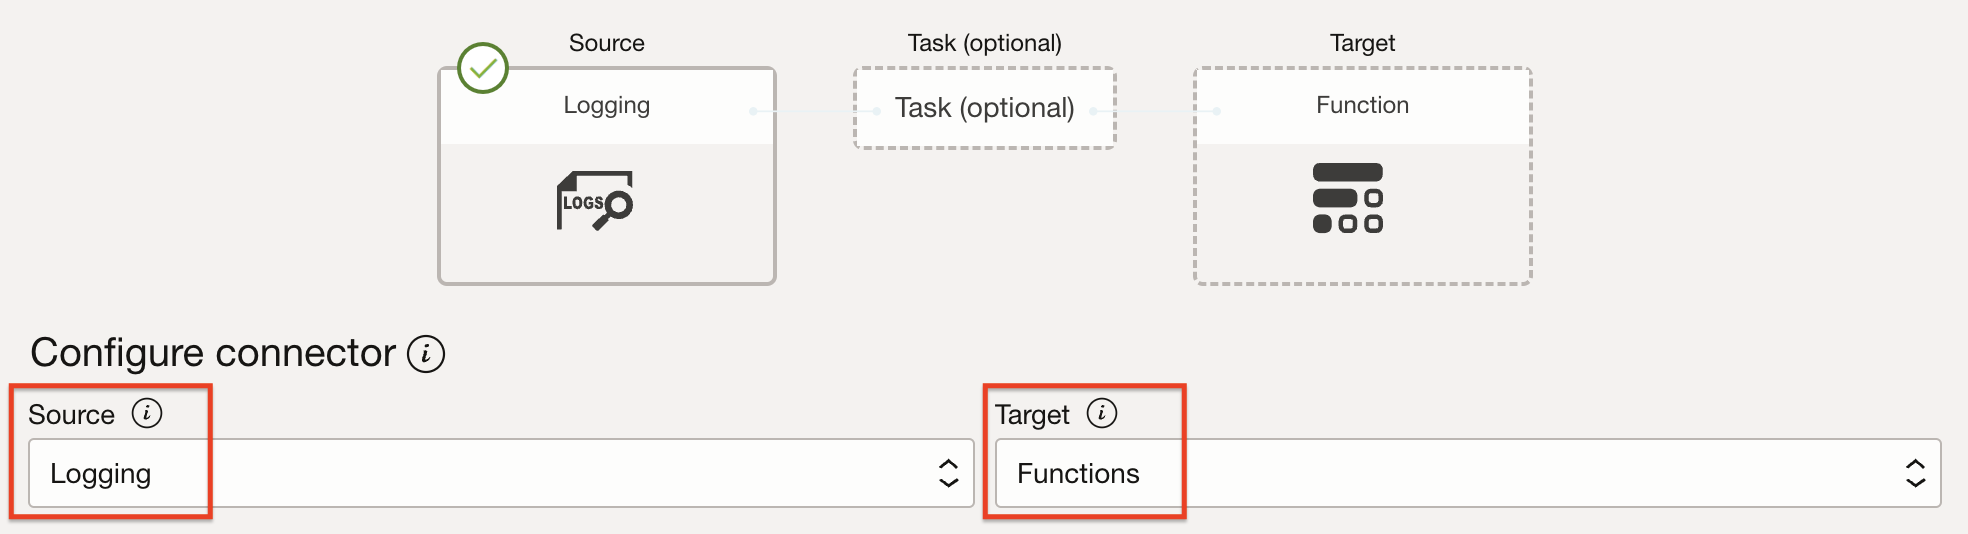 Source
Task (optional)
Target
Logging
Task (optional)
Function
LOGS
Configure connector i
Source i
Target i
Logging
Functions